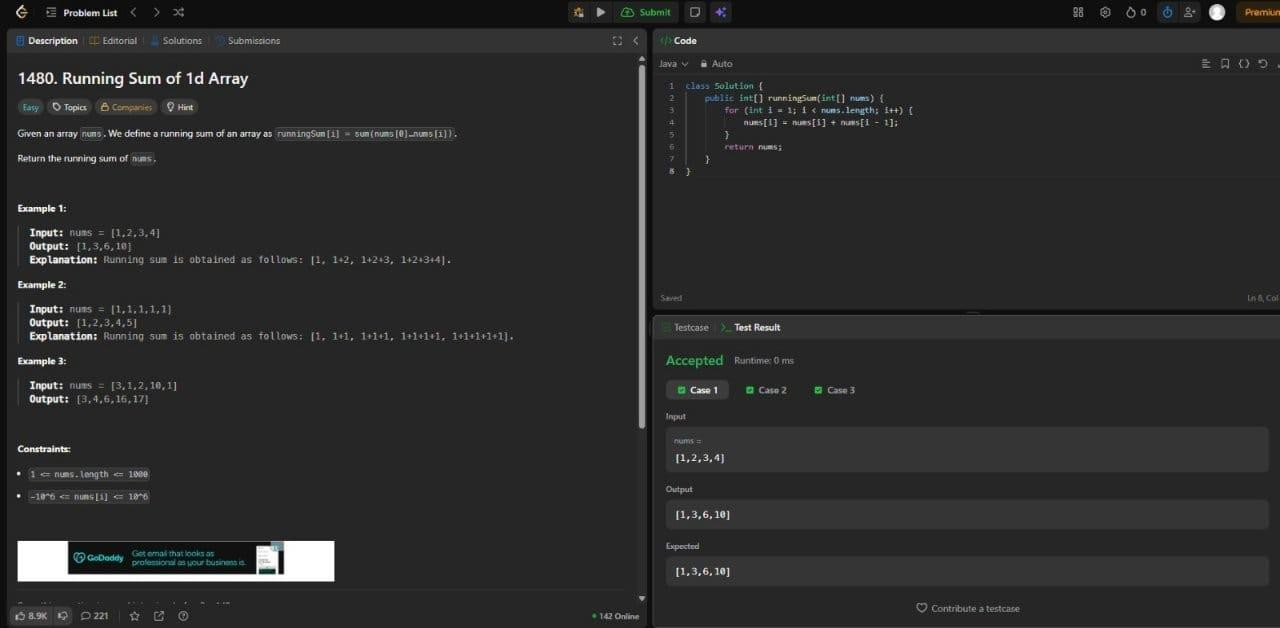 Problem List
Submit
0
Premium
Description
Editorial
Solutions
Submissions
1480. Running Sum of 1d Array
Easy
Topics
Companies
Hint
Given an array nums. We define a running sum of an array as runningSum[i] = sum(nums[0]…nums[i]).
Return the running sum of nums.
Example 1:
Input: nums = [1,2,3,4]
Output: [1,3,6,10]
Explanation: Running sum is obtained as follows: [1, 1+2, 1+2+3, 1+2+3+4].
Example 2:
Input: nums = [1,1,1,1,1]
Output: [1,2,3,4,5]
Explanation: Running sum is obtained as follows: [1, 1+1, 1+1+1, 1+1+1+1, 1+1+1+1+1].
Example 3:
Input: nums = [3,1,2,10,1]
Output: [3,4,6,16,17]
Constraints:
• 1 <= nums.length <= 1000
• -10^6 <= nums[i] <= 10^6
GoDaddy
Get email that looks as
professional as your business is.
8.9K
221
142 Online
</> Code
Java
Auto
1 class Solution {
2 public int[] runningSum(int[] nums) {
3 for (int i = 1; i < nums.length; i++) {
4 nums[i] = nums[i] + nums[i - 1];
5 }
6 return nums;
7 }
8 }
Saved
Ln 8, Col
Testcase
>_ Test Result
Accepted
Runtime: 0 ms
Case 1
Case 2
Case 3
Input
nums =
[1,2,3,4]
Output
[1,3,6,10]
Expected
[1,3,6,10]
Contribute a testcase